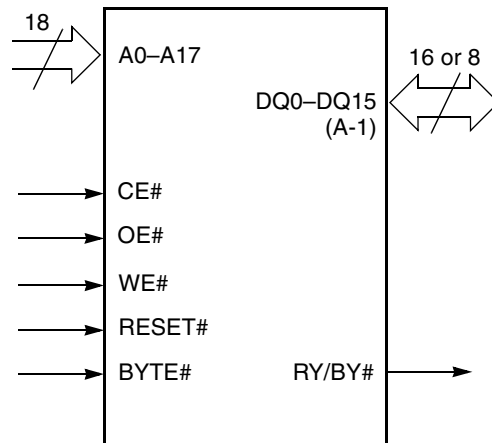 18
A0–A17
16 or 8
DQ0–DQ15
(A-1)
CE#
OE#
WE#
RESET#
BYTE#
RY/BY#